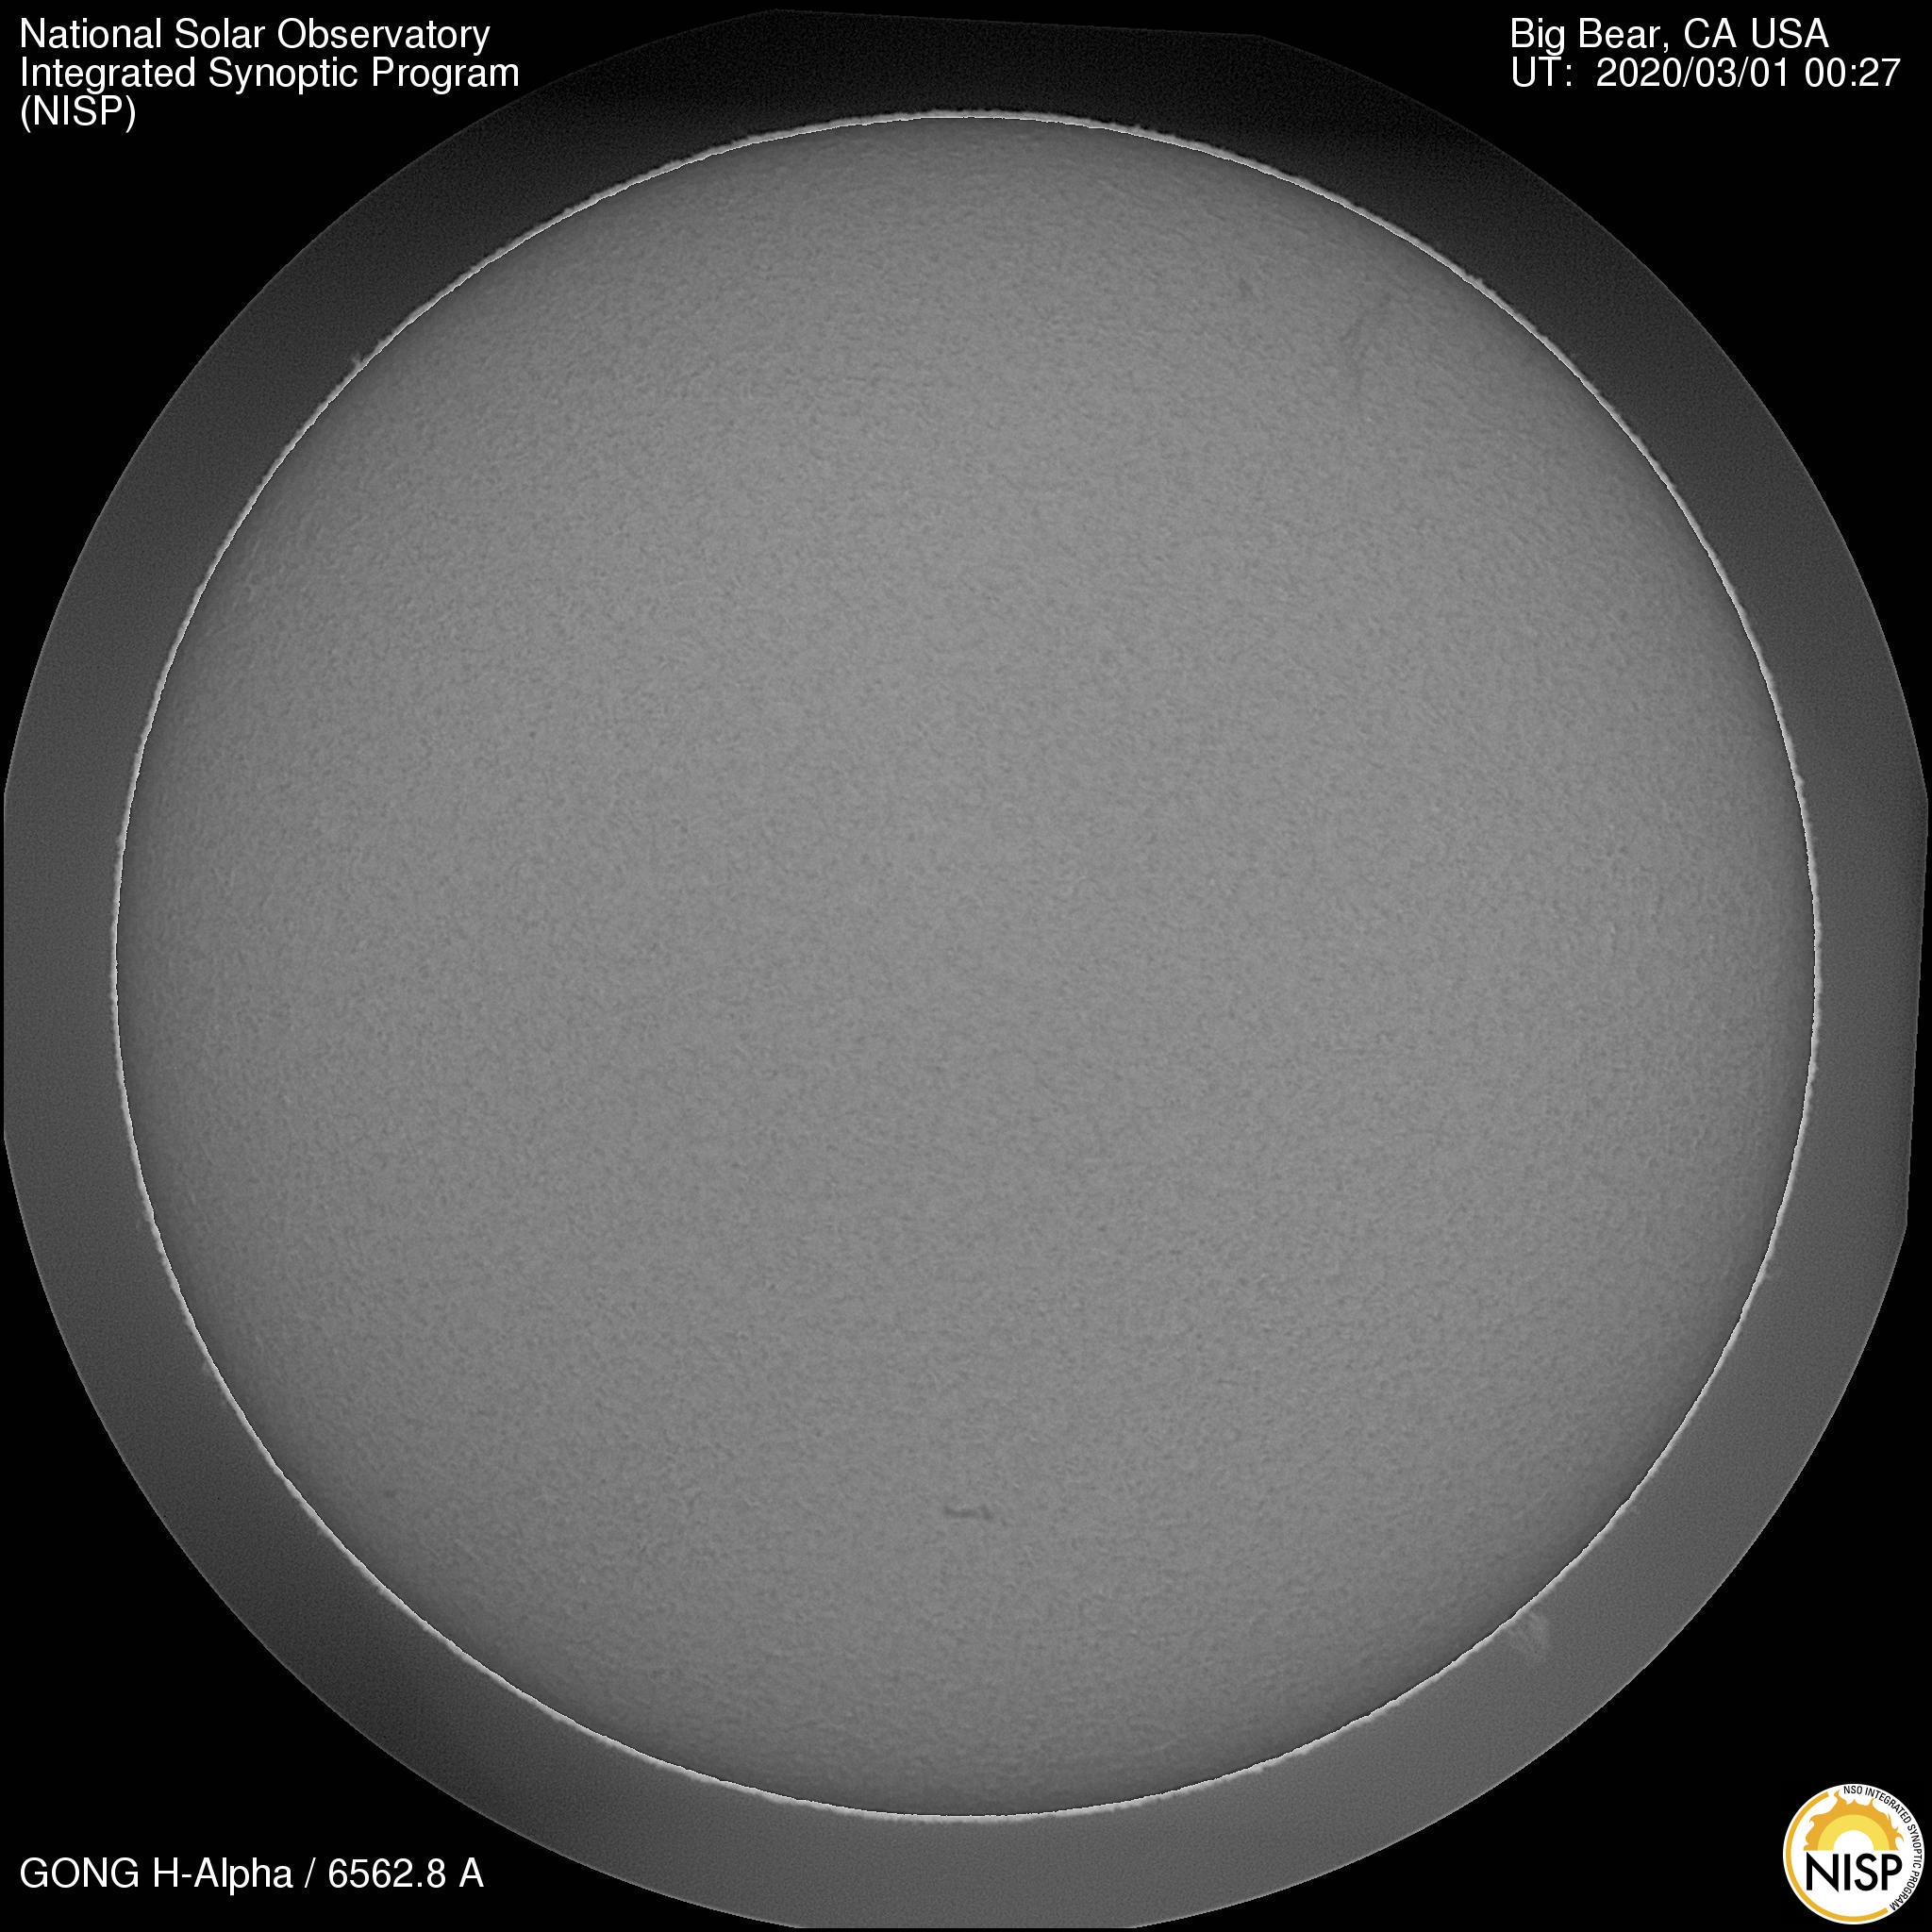 National Solar Observatory
Integrated Synoptic Program
(NISP)
Big Bear, CA USA
UT: 2020/03/01 00:27
GONG H-Alpha / 6562.8 A
NSO INTEGRATED SYNOPTIC PROGRAM
NISP